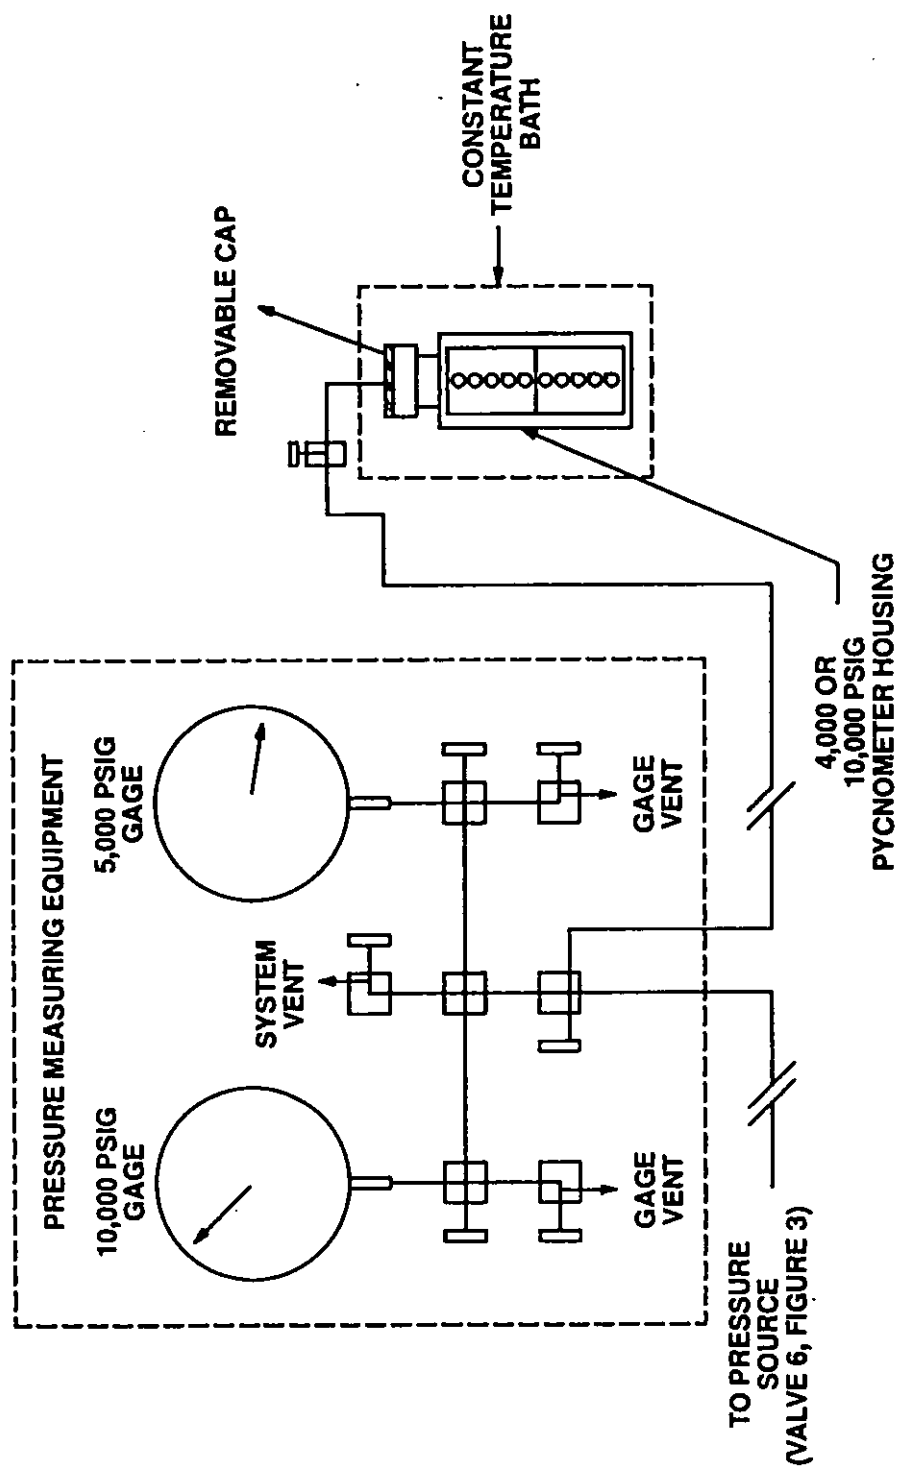 PRESSURE MEASURING EQUIPMENT
10,000 PSIG
GAGE
5,000 PSIG
GAGE
SYSTEM
VENT
GAGE
VENT
GAGE
VENT
TO PRESSURE
SOURCE
(VALVE 6, FIGURE 3)
REMOVABLE CAP
CONSTANT
TEMPERATURE
BATH
4,000 OR
10,000 PSIG
PYCNOMETER HOUSING